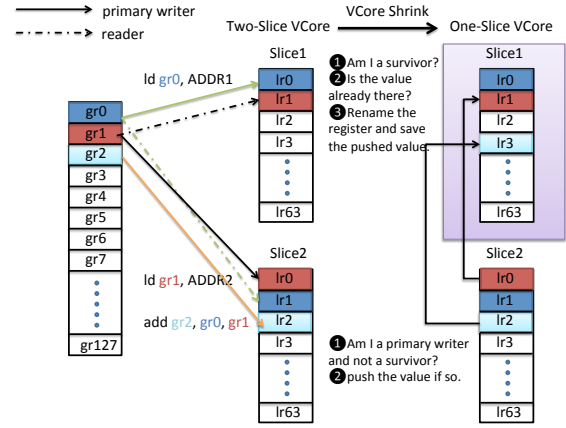 primary writer
reader
Two-Slice VCore
VCore Shrink
One-Slice VCore
Slice1
Slice1
ld gr0, ADDR1
❶Am I a survivor?
❷Is the value
already there?
❸Rename the
register and save
the pushed value.
lr0
lr1
lr2
lr3
lr63
lr0
lr1
lr2
lr3
lr63
gr0
gr1
gr2
gr3
gr4
gr5
gr6
gr7
gr127
Slice2
Slice2
ld gr1, ADDR2
add gr2, gr0, gr1
lr0
lr1
lr2
lr3
lr63
❶Am I a primary writer
and not a survivor?
❷push the value if so.
lr0
lr1
lr2
lr3
lr63